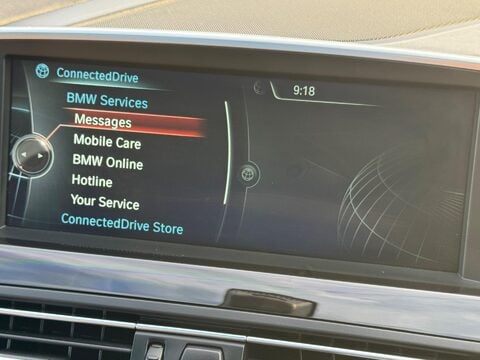 ConnectedDrive
9:18
BMW Services
Messages
Mobile Care
BMW Online
Hotline
Your Service
ConnectedDrive Store